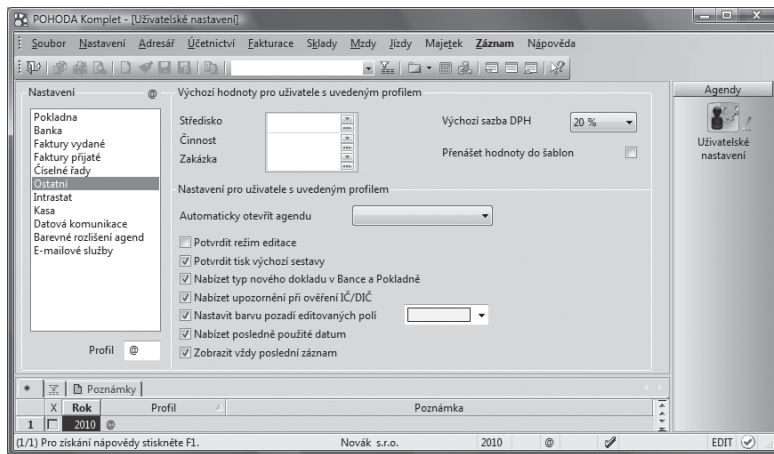 POHODA Komplet - [Uživatelské nastavení]
Soubor Nastavení Adresář Účetnictví Fakturace Sklady Mzdy Jízdy Majetek Záznam Nápověda
Nastavení @
Pokladna
Banka
Faktury vydané
Faktury přijaté
Číselné řady
Ostatní
Intrastat
Kasa
Datová komunikace
Barevné rozlišení agend
E-mailové služby
Profil @
Výchozí hodnoty pro uživatele s uvedeným profilem
Středisko
Činnost
Zakázka
Výchozí sazba DPH 20 %
Přenášet hodnoty do šablon
Nastavení pro uživatele s uvedeným profilem
Automaticky otevřít agendu
Potvrdit režim editace
Potvrdit tisk výchozí sestavy
Nabízet typ nového dokladu v Bance a Pokladně
Nabízet upozornění při ověření IČ/DIČ
Nastavit barvu pozadí editovaných polí
Nabízet posledně použité datum
Zobrazit vždy poslední záznam
Agendy
Uživatelské
nastavení
* Poznámky
X Rok Profil Poznámka
1 2010 @
(1/1) Pro získání nápovědy stiskněte F1. Novák s.r.o. 2010 @ EDIT